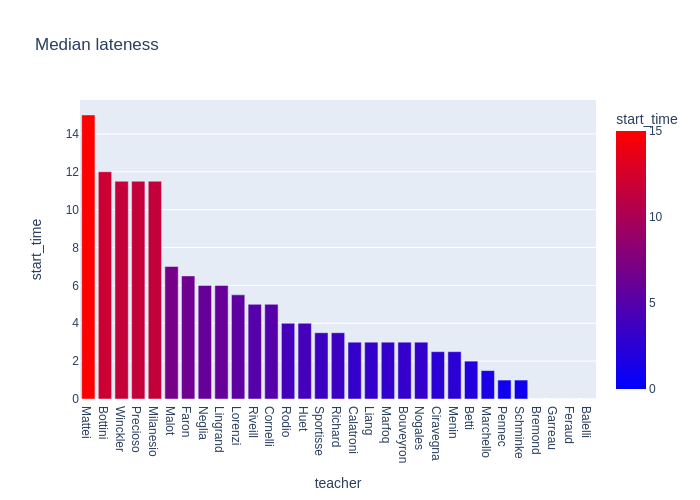 Median lateness
start_time
14
12
10
8
6
4
2
0
Mattei
Bottini
Winckler
Precioso
Milanesio
Malot
Faron
Neglia
Lingrand
Lorenzi
Riveill
Cornelli
Rodio
Huet
Sportisse
Richard
Calatroni
Liang
Marfoq
Bouveyron
Nogales
Ciravegna
Menin
Betti
Marchello
Pennec
Schminke
Bremond
Garreau
Feraud
Balelli
teacher
start_time
15
10
5
0